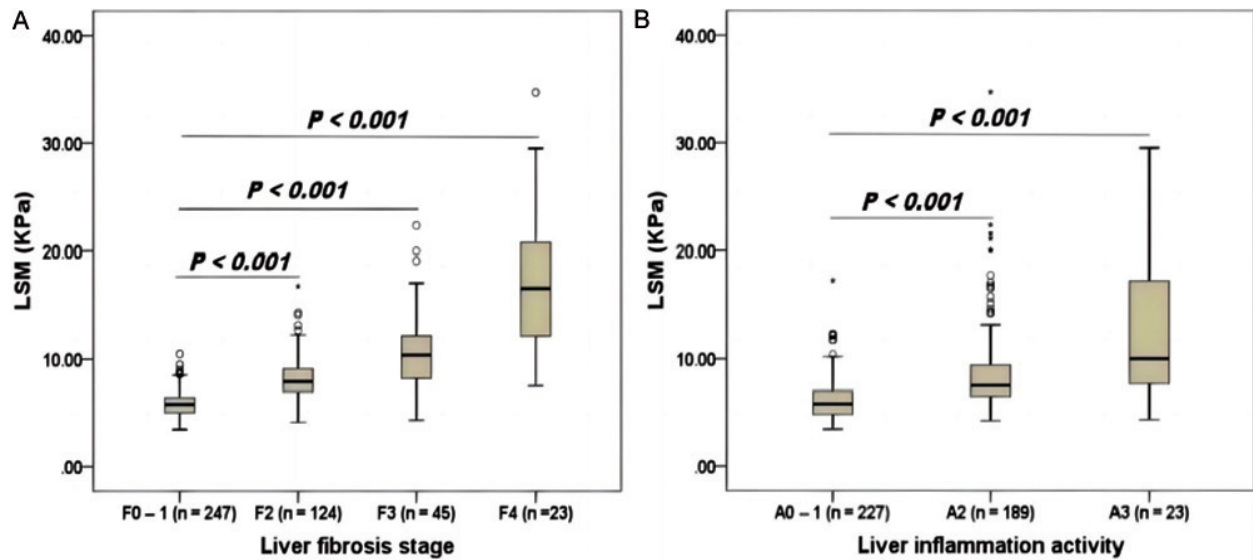 A
40.00
30.00
20.00
10.00
.00
LSM (KPa)
P < 0.001
P < 0.001
P < 0.001
F0 – 1 (n = 247) F2 (n = 124) F3 (n = 45) F4 (n =23)
Liver fibrosis stage
B
40.00
30.00
20.00
10.00
.00
LSM (KPa)
P < 0.001
P < 0.001
A0 – 1 (n = 227) A2 (n = 189) A3 (n = 23)
Liver inflammation activity